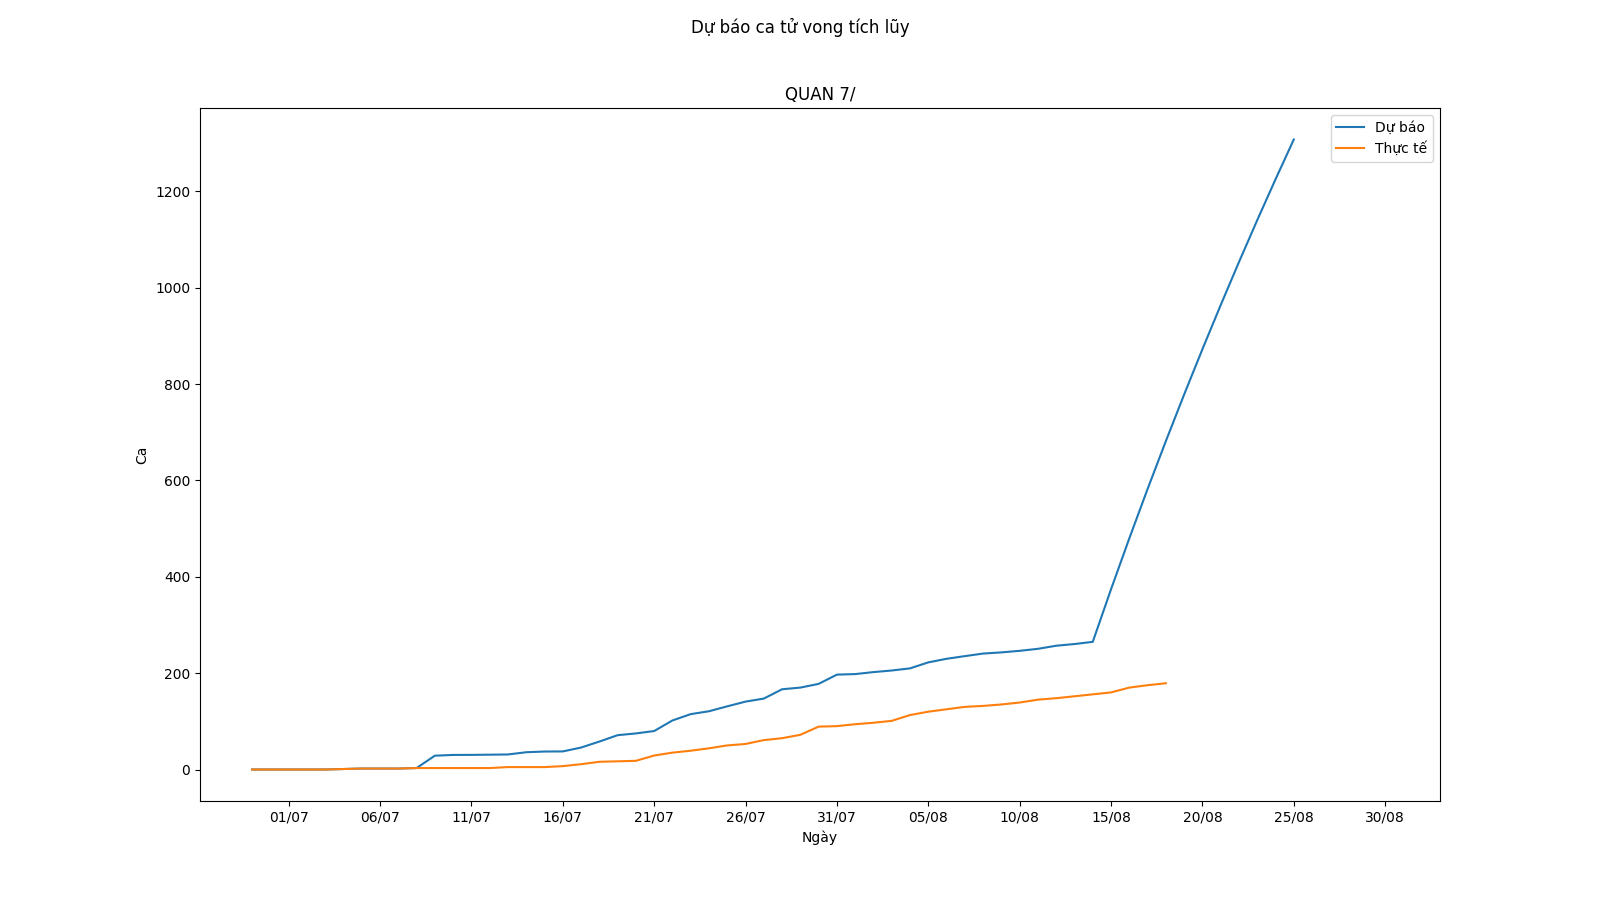 Dự báo ca tử vong tích lũy
QUAN 7/
Dự báo
Thực tế
1200
1000
800
600
400
200
0
Ca
01/07 06/07 11/07 16/07 21/07 26/07 31/07 05/08 10/08 15/08 20/08 25/08 30/08
Ngày